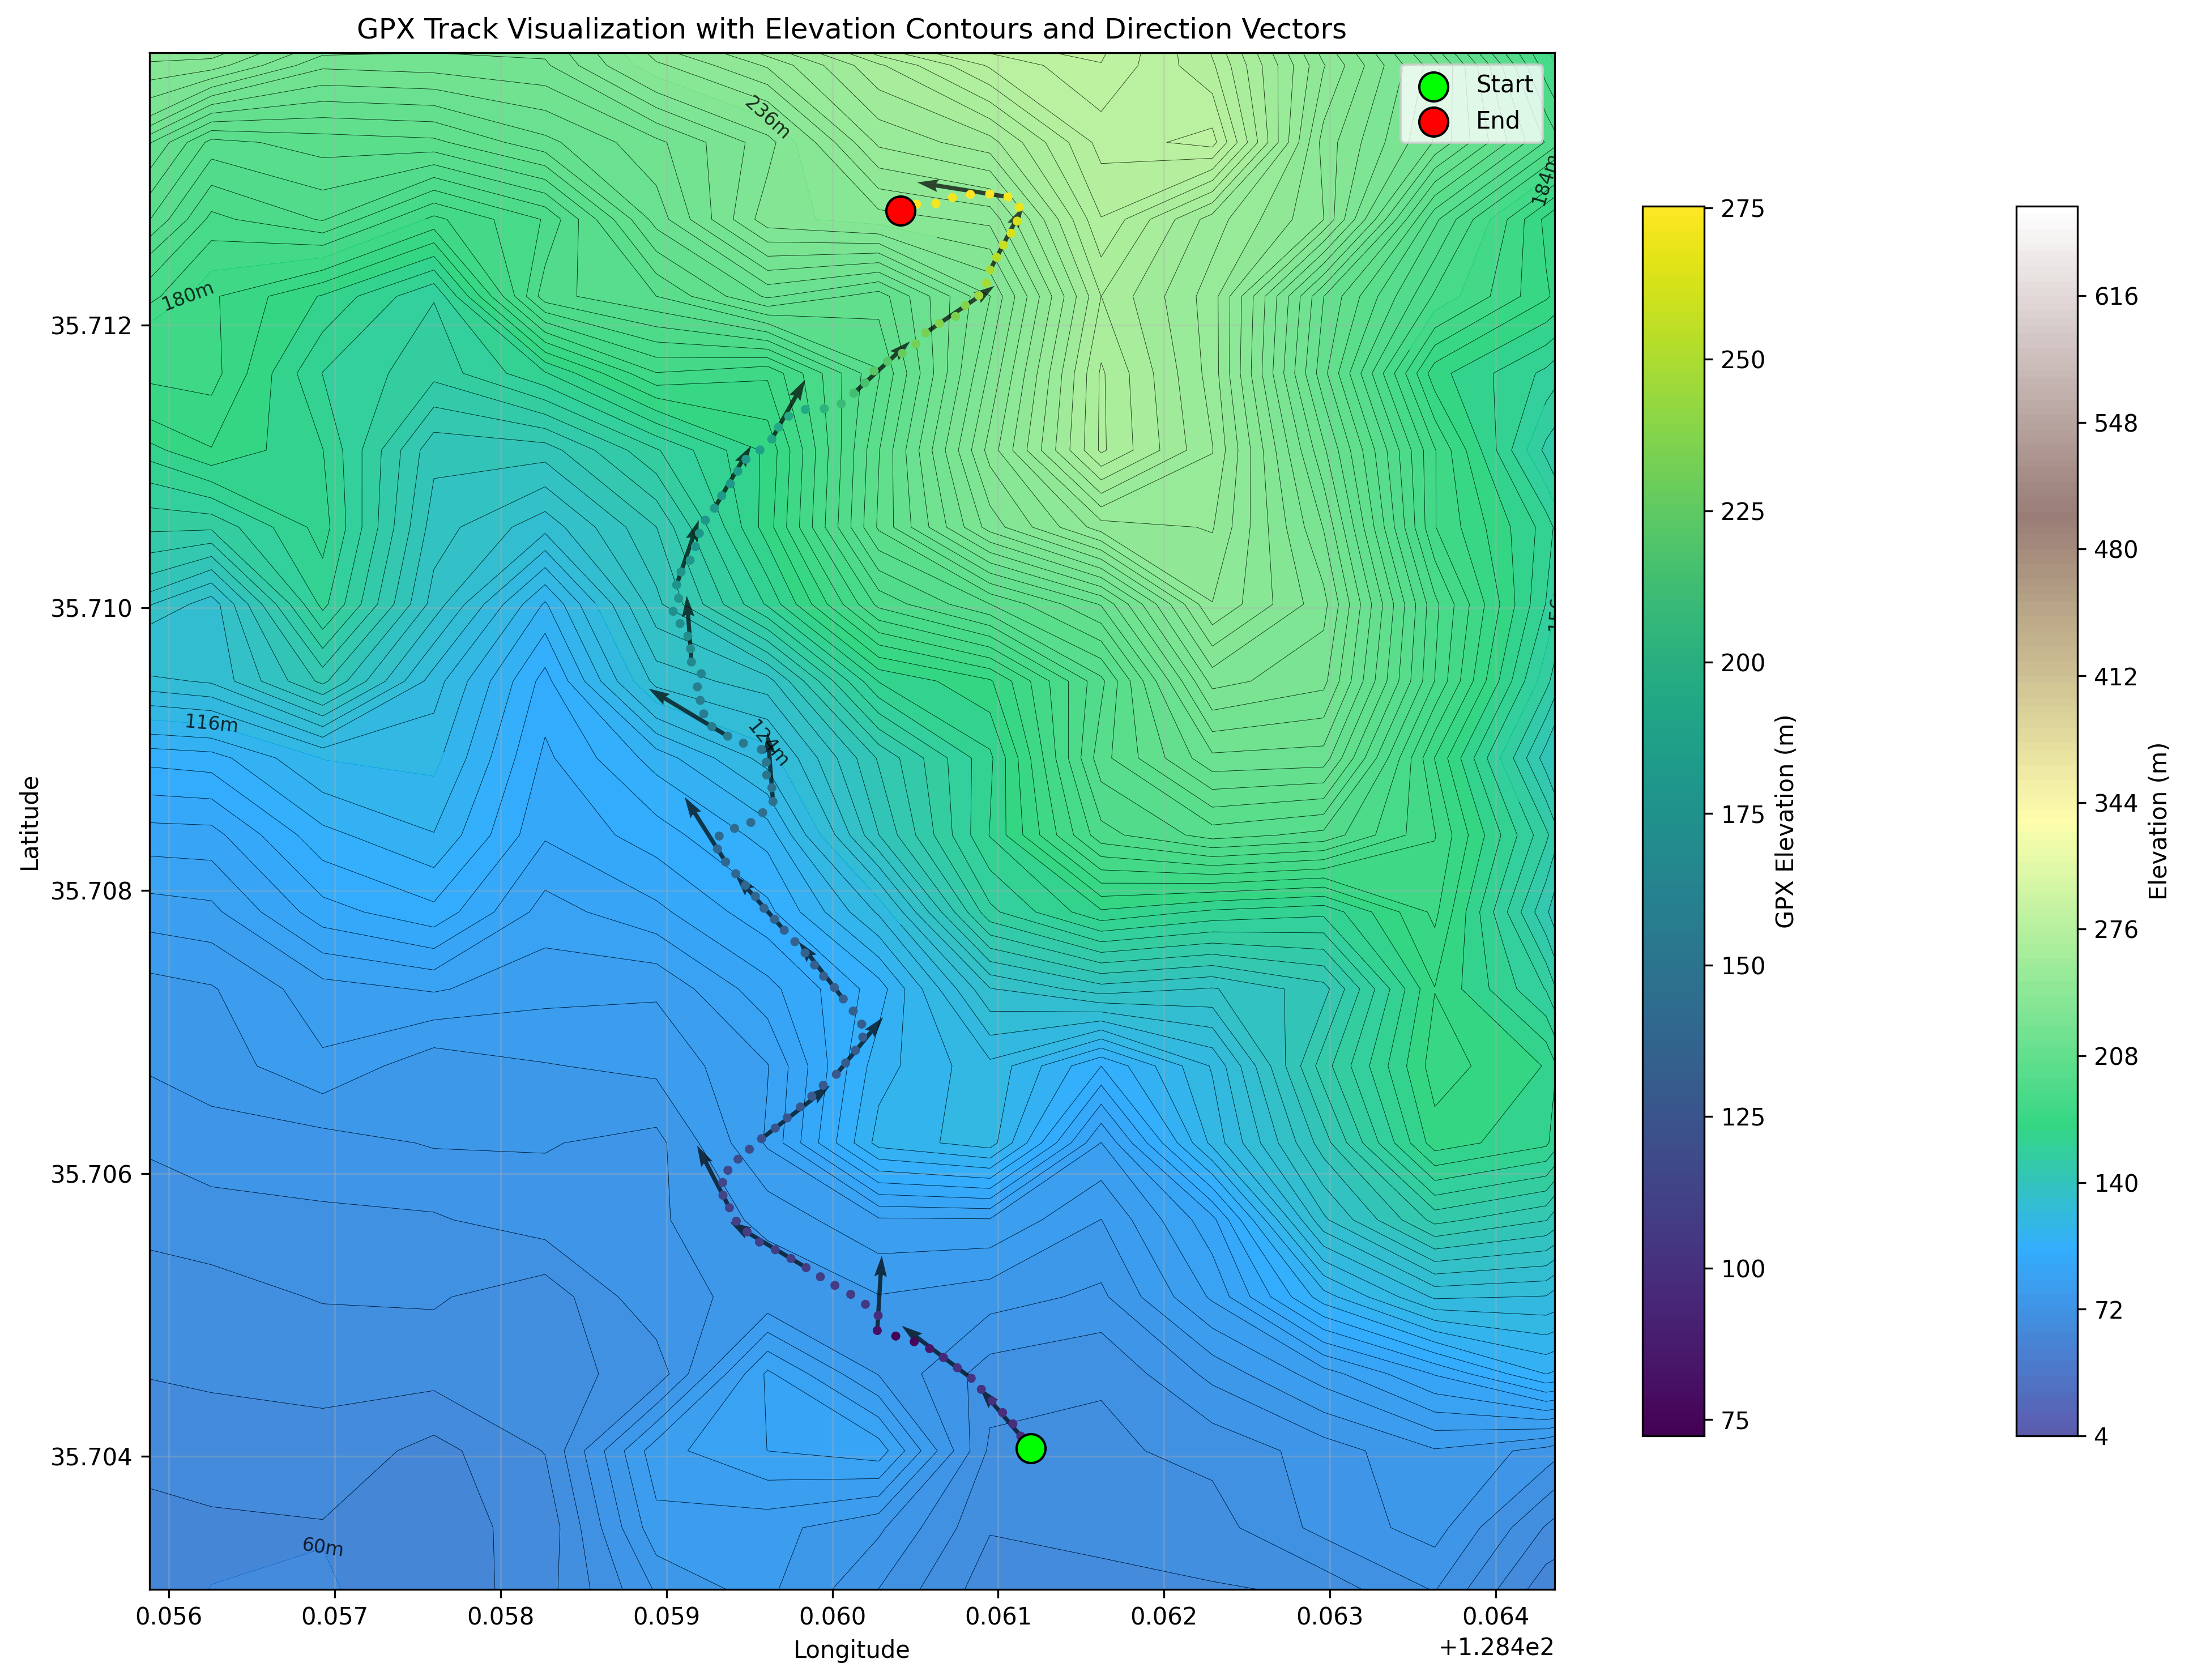 GPX Track Visualization with Elevation Contours and Direction Vectors
Start
End
236m
184m
180m
116m
124m
60m
35.712
35.710
35.708
35.706
35.704
Latitude
0.056
0.057
0.058
0.059
0.060
0.061
0.062
0.063
0.064
+1.284e2
Longitude
275
250
225
200
175
150
125
100
75
GPX Elevation (m)
616
548
480
412
344
276
208
140
72
4
Elevation (m)